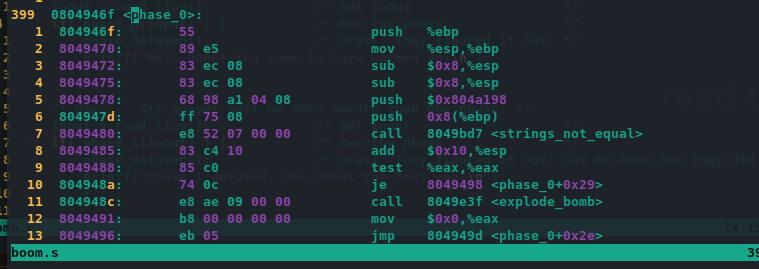 399  0804946f <phase_0>:
1  804946f:       55                      push   %ebp
2  8049470:       89 e5                   mov    %esp,%ebp
3  8049472:       83 ec 08                sub    $0x8,%esp
4  8049475:       83 ec 08                sub    $0x8,%esp
5  8049478:       68 98 a1 04 08          push   $0x804a198
6  804947d:       ff 75 08                push   0x8(%ebp)
7  8049480:       e8 52 07 00 00          call   8049bd7 <strings_not_equal>
8  8049485:       83 c4 10                add    $0x10,%esp
9  8049488:       85 c0                   test   %eax,%eax
10  804948a:       74 0c                   je     8049498 <phase_0+0x29>
11  804948c:       e8 ae 09 00 00          call   8049e3f <explode_bomb>
12  8049491:       b8 00 00 00 00          mov    $0x0,%eax
13  8049496:       eb 05                   jmp    804949d <phase_0+0x2e>
boom.s 39